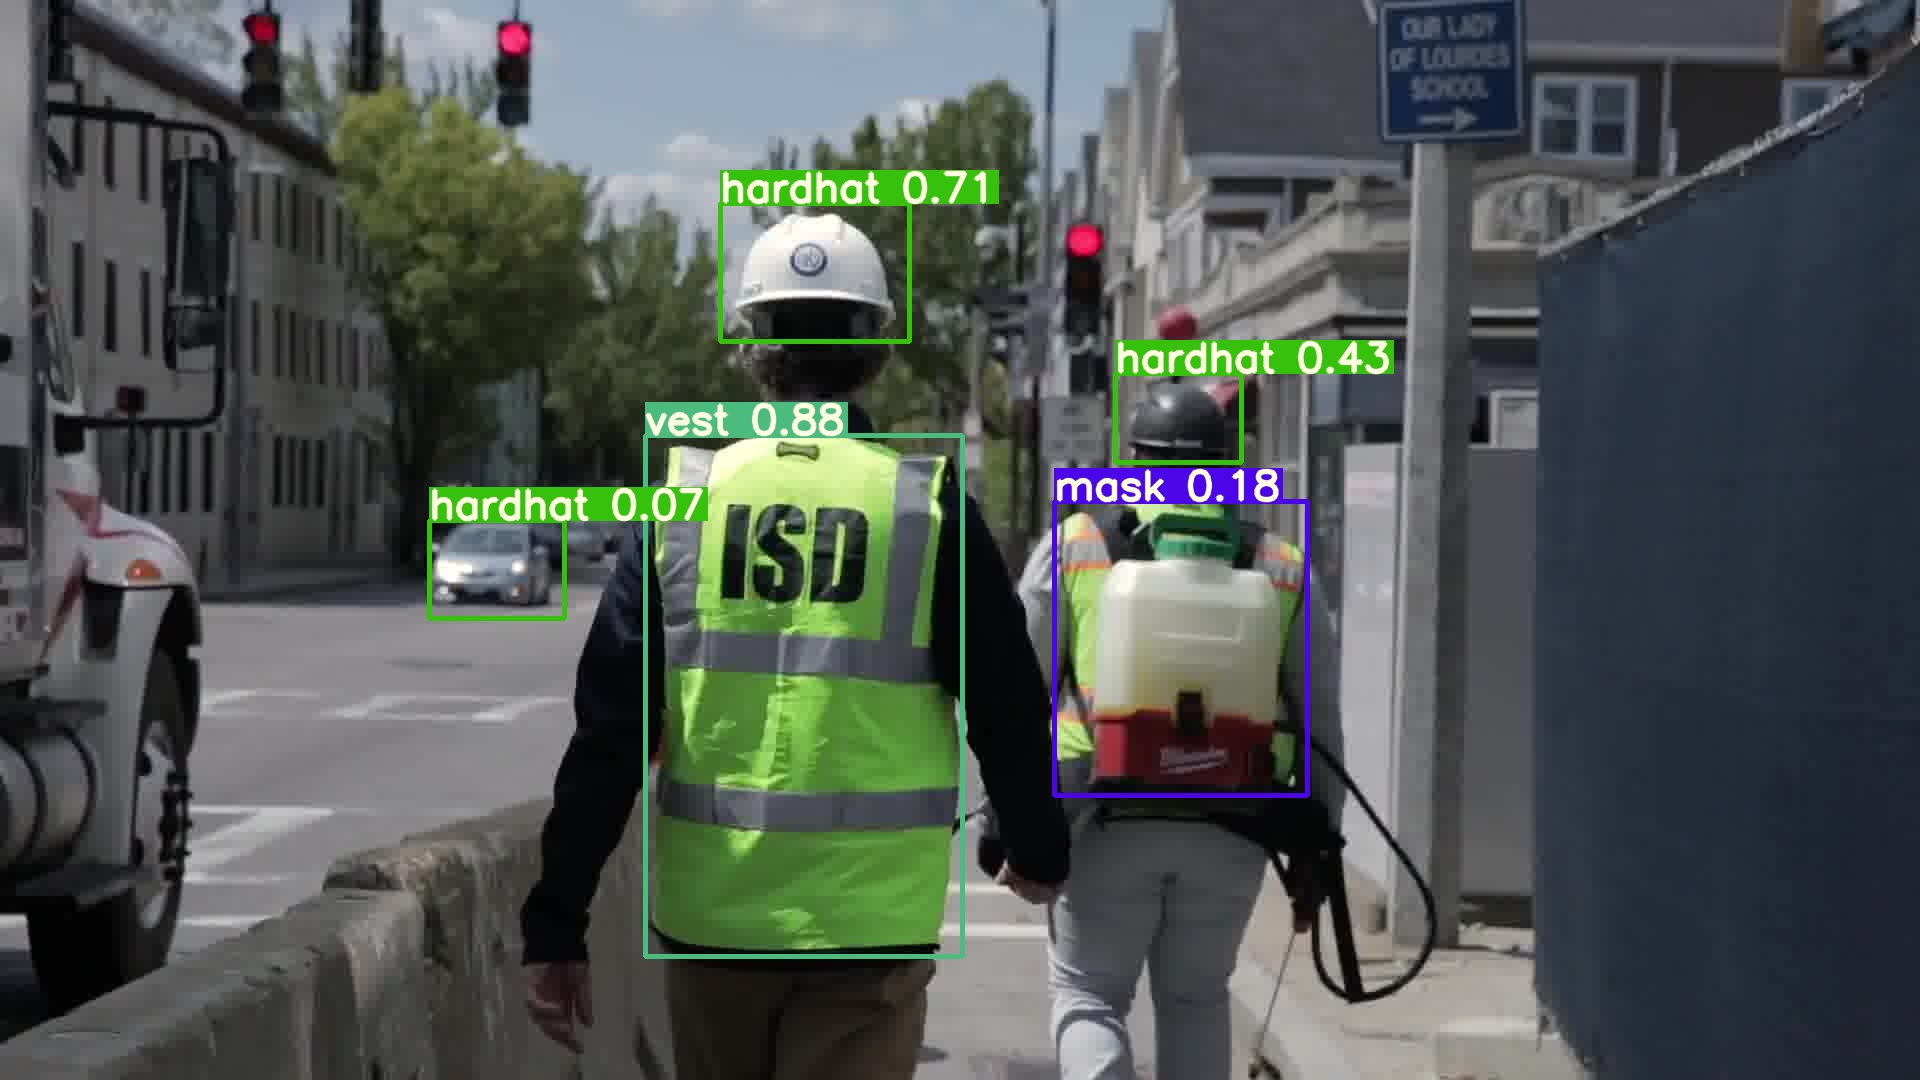 OUR LADY
OF LOURDES
SCHOOL
hardhat 0.71
hardhat 0.43
vest 0.88
mask 0.18
hardhat 0.07
ISD
Milwaukee